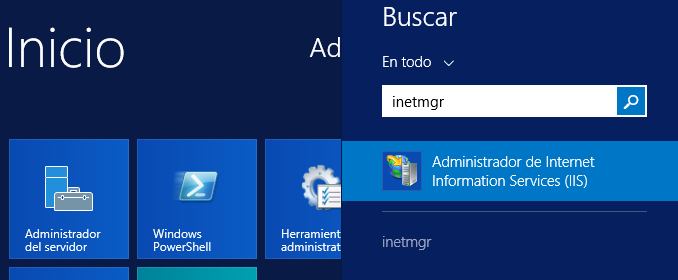 Inicio
Ad
Administrador
del servidor
Windows
PowerShell
Herramien
administrat
Buscar
En todo
inetmgr
Administrador de Internet
Information Services (IIS)
inetmgr